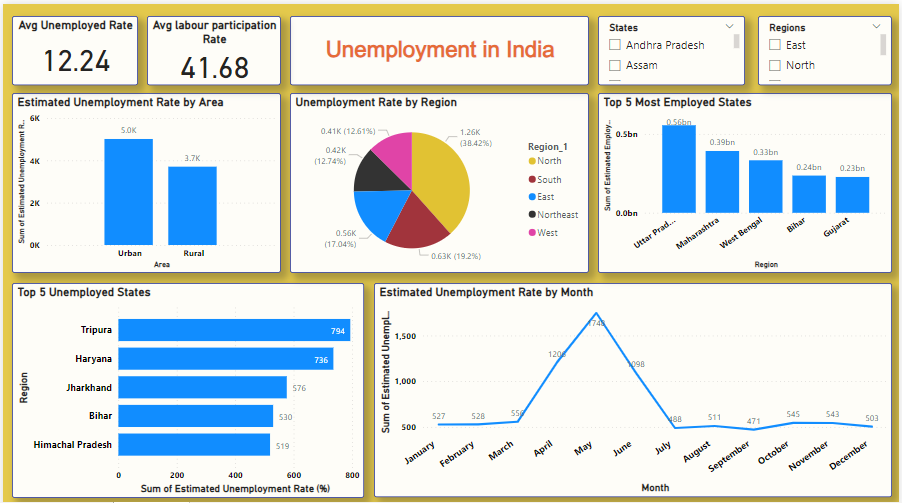 Avg Unemployed Rate
12.24
Avg labour participation
Rate
41.68
Unemployment in India
States
Andhra Pradesh
Assam
Regions
East
North
Estimated Unemployment Rate by Area
Sum of Estimated Unemployment R...
6K
4K
2K
0K
5.0K
3.7K
Urban
Rural
Area
Unemployment Rate by Region
0.41K (12.61%)
0.42K
(12.74%)
0.56K
(17.04%)
0.63K (19.2%)
1.26K
(38.42%)
Region_1
North
South
East
Northeast
West
Top 5 Most Employed States
Sum of Estimated Employ...
0.5bn
0.0bn
0.56bn
0.39bn
0.33bn
0.24bn
0.23bn
Uttar Prad...
Maharashtra
West Bengal
Bihar
Gujarat
Region
Top 5 Unemployed States
Region
Tripura
794
Haryana
736
Jharkhand
576
Bihar
530
Himachal Pradesh
519
0
200
400
600
800
Sum of Estimated Unemployment Rate (%)
Estimated Unemployment Rate by Month
Sum of Estimated Unempl...
1,500
1,000
500
527
528
556
1206
1748
1098
488
511
471
545
543
503
January
February
March
April
May
June
July
August
September
October
November
December
Month